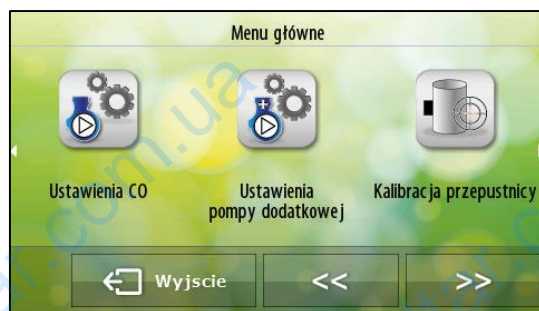 Menu główne
Ustawienia CO
Ustawienia
pompy dodatkowej
Kalibracja przepustnicy
Wyjscie
<<
>>